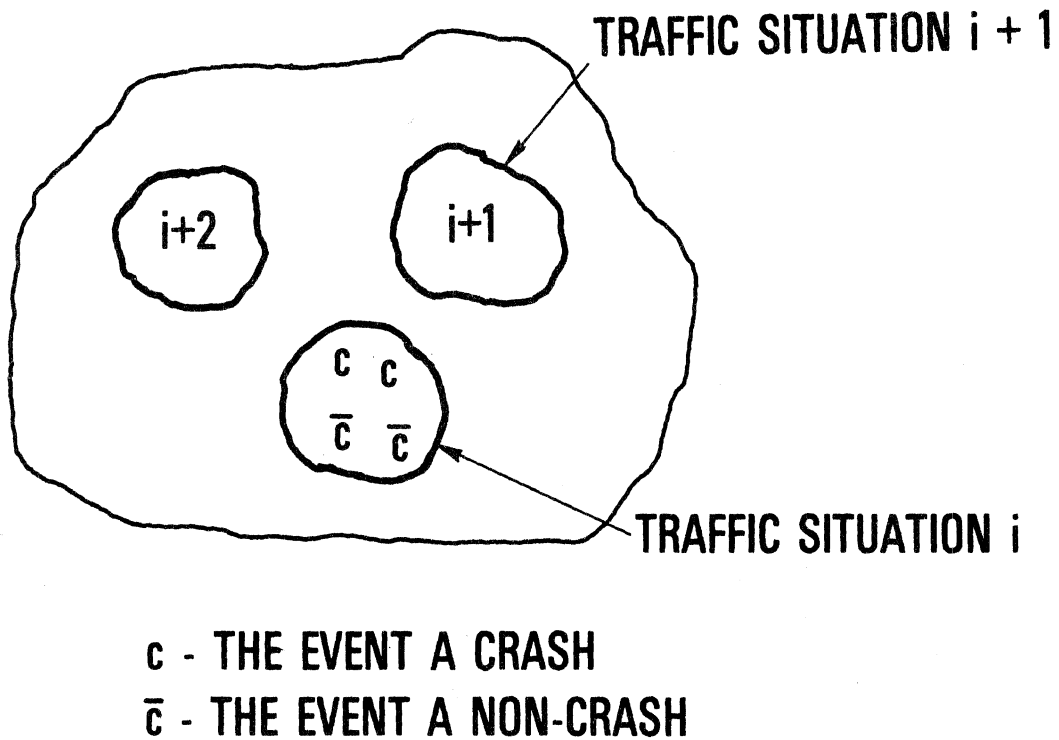 TRAFFIC SITUATION i + 1
i+2
i+1
c c
c̅ c̅
TRAFFIC SITUATION i
c - THE EVENT A CRASH
c̅ - THE EVENT A NON-CRASH